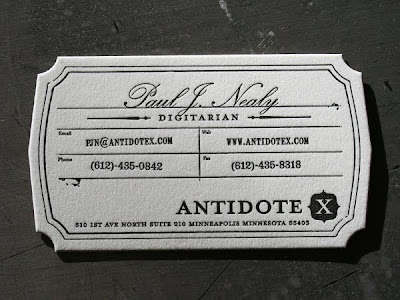 Paul J. Nealy
DIGITARIAN
Email Web
PJN@ANTIDOTEX.COM WWW.ANTIDOTEX.COM
Phone Fax
(612)-435-0842 (612)-435-8318
ANTIDOTE X
510 1ST AVE NORTH SUITE 210 MINNEAPOLIS MINNESOTA 55403